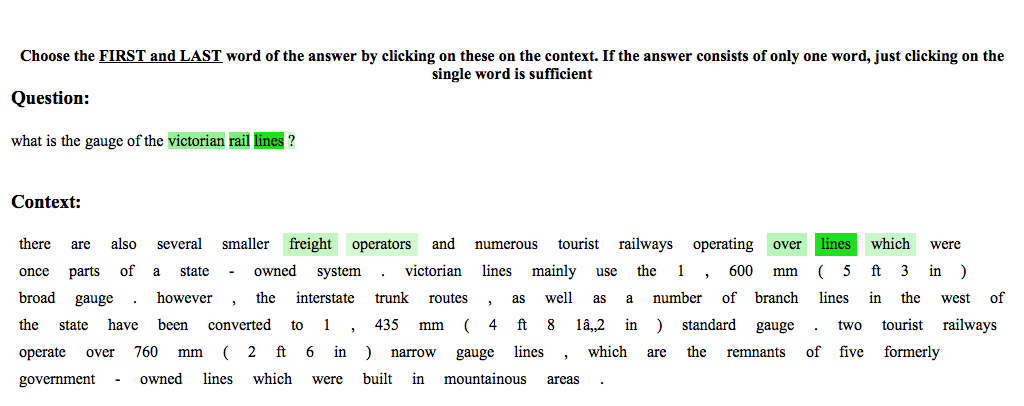 Choose the FIRST and LAST word of the answer by clicking on these on the context. If the answer consists of only one word, just clicking on the
single word is sufficient
Question:
what is the gauge of the victorian rail lines ?
Context:
there are also several smaller freight operators and numerous tourist railways operating over lines which were
once parts of a state - owned system . victorian lines mainly use the 1 , 600 mm ( 5 ft 3 in )
broad gauge . however , the interstate trunk routes , as well as a number of branch lines in the west of
the state have been converted to 1 , 435 mm ( 4 ft 8 1â„2 in ) standard gauge . two tourist railways
operate over 760 mm ( 2 ft 6 in ) narrow gauge lines , which are the remnants of five formerly
government - owned lines which were built in mountainous areas .